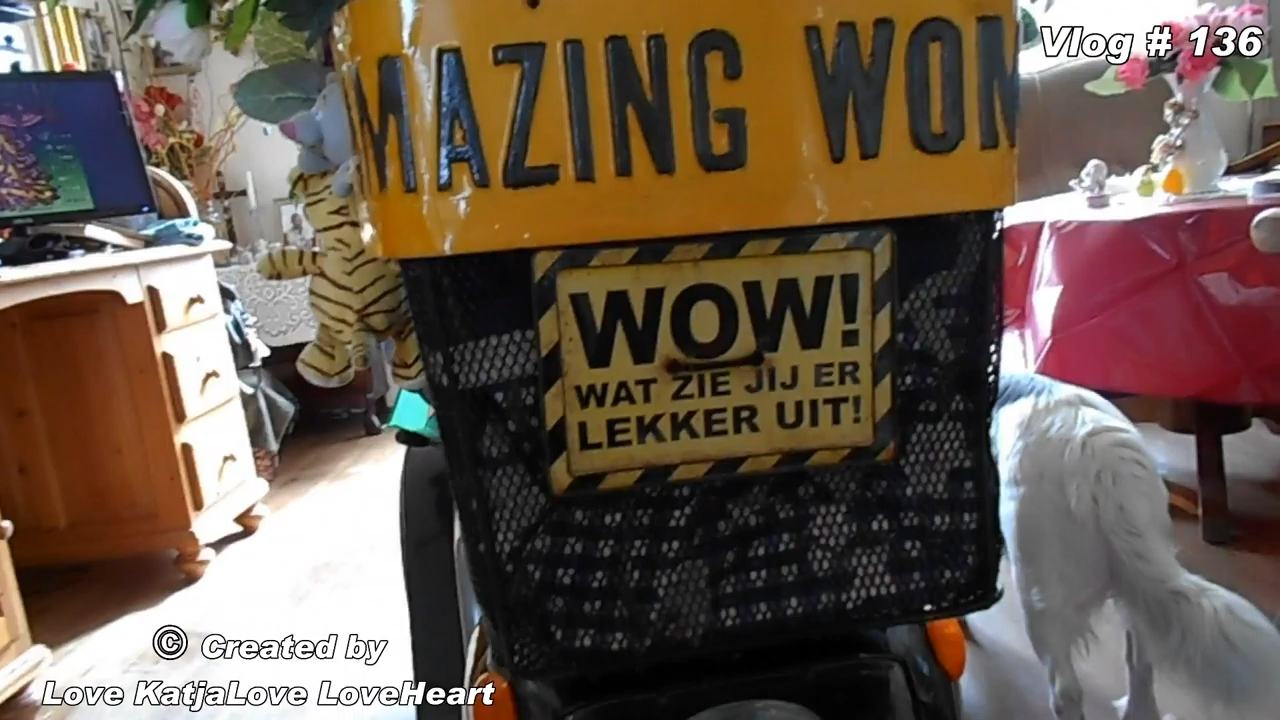 Vlog # 136
MAZING WOM
WOW!
WAT ZIE JIJ ER
LEKKER UIT!
© Created by
Love KatjaLove LoveHeart